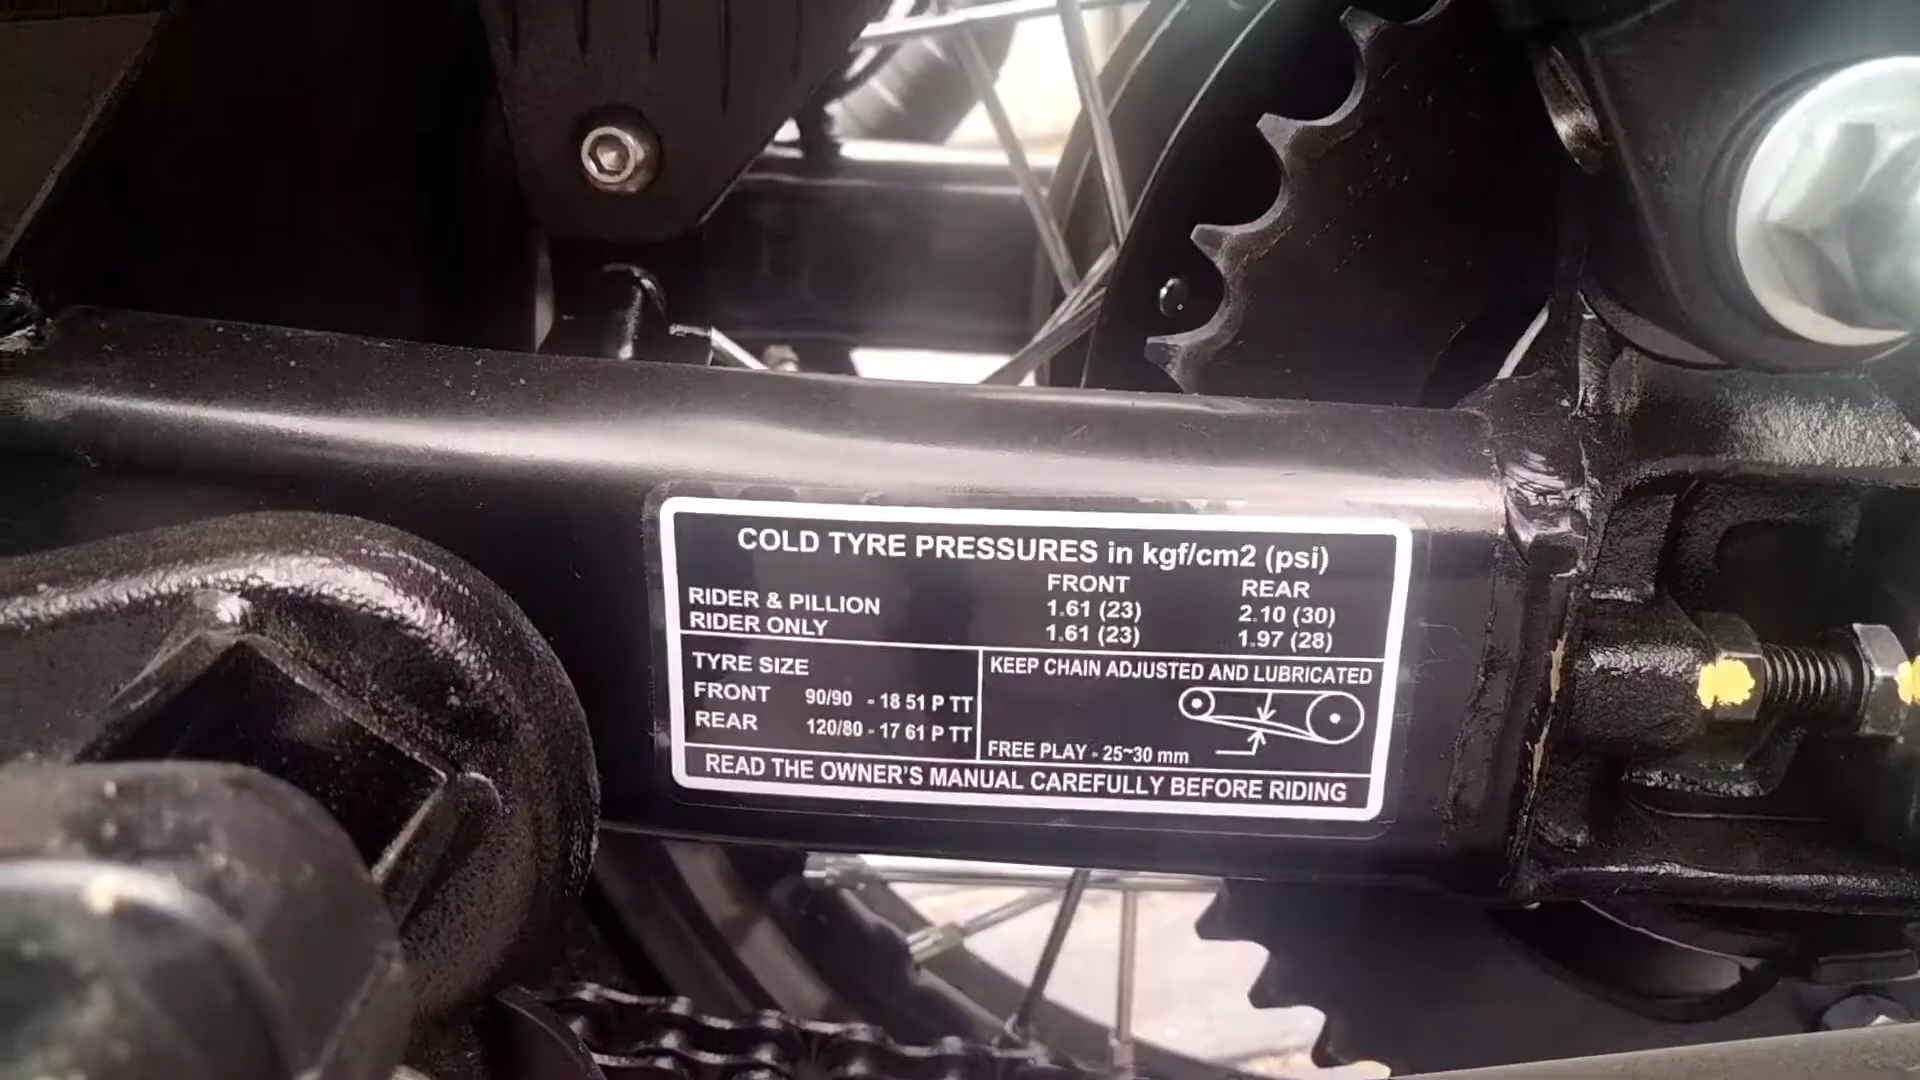 COLD TYRE PRESSURES in kgf/cm2 (psi)
FRONT REAR
RIDER & PILLION 1.61 (23) 2.10 (30)
RIDER ONLY 1.61 (23) 1.97 (28)
TYRE SIZE
FRONT 90/90 - 18 51 P TT
REAR 120/80 - 17 61 P TT
KEEP CHAIN ADJUSTED AND LUBRICATED
FREE PLAY - 25~30 mm
READ THE OWNER'S MANUAL CAREFULLY BEFORE RIDING